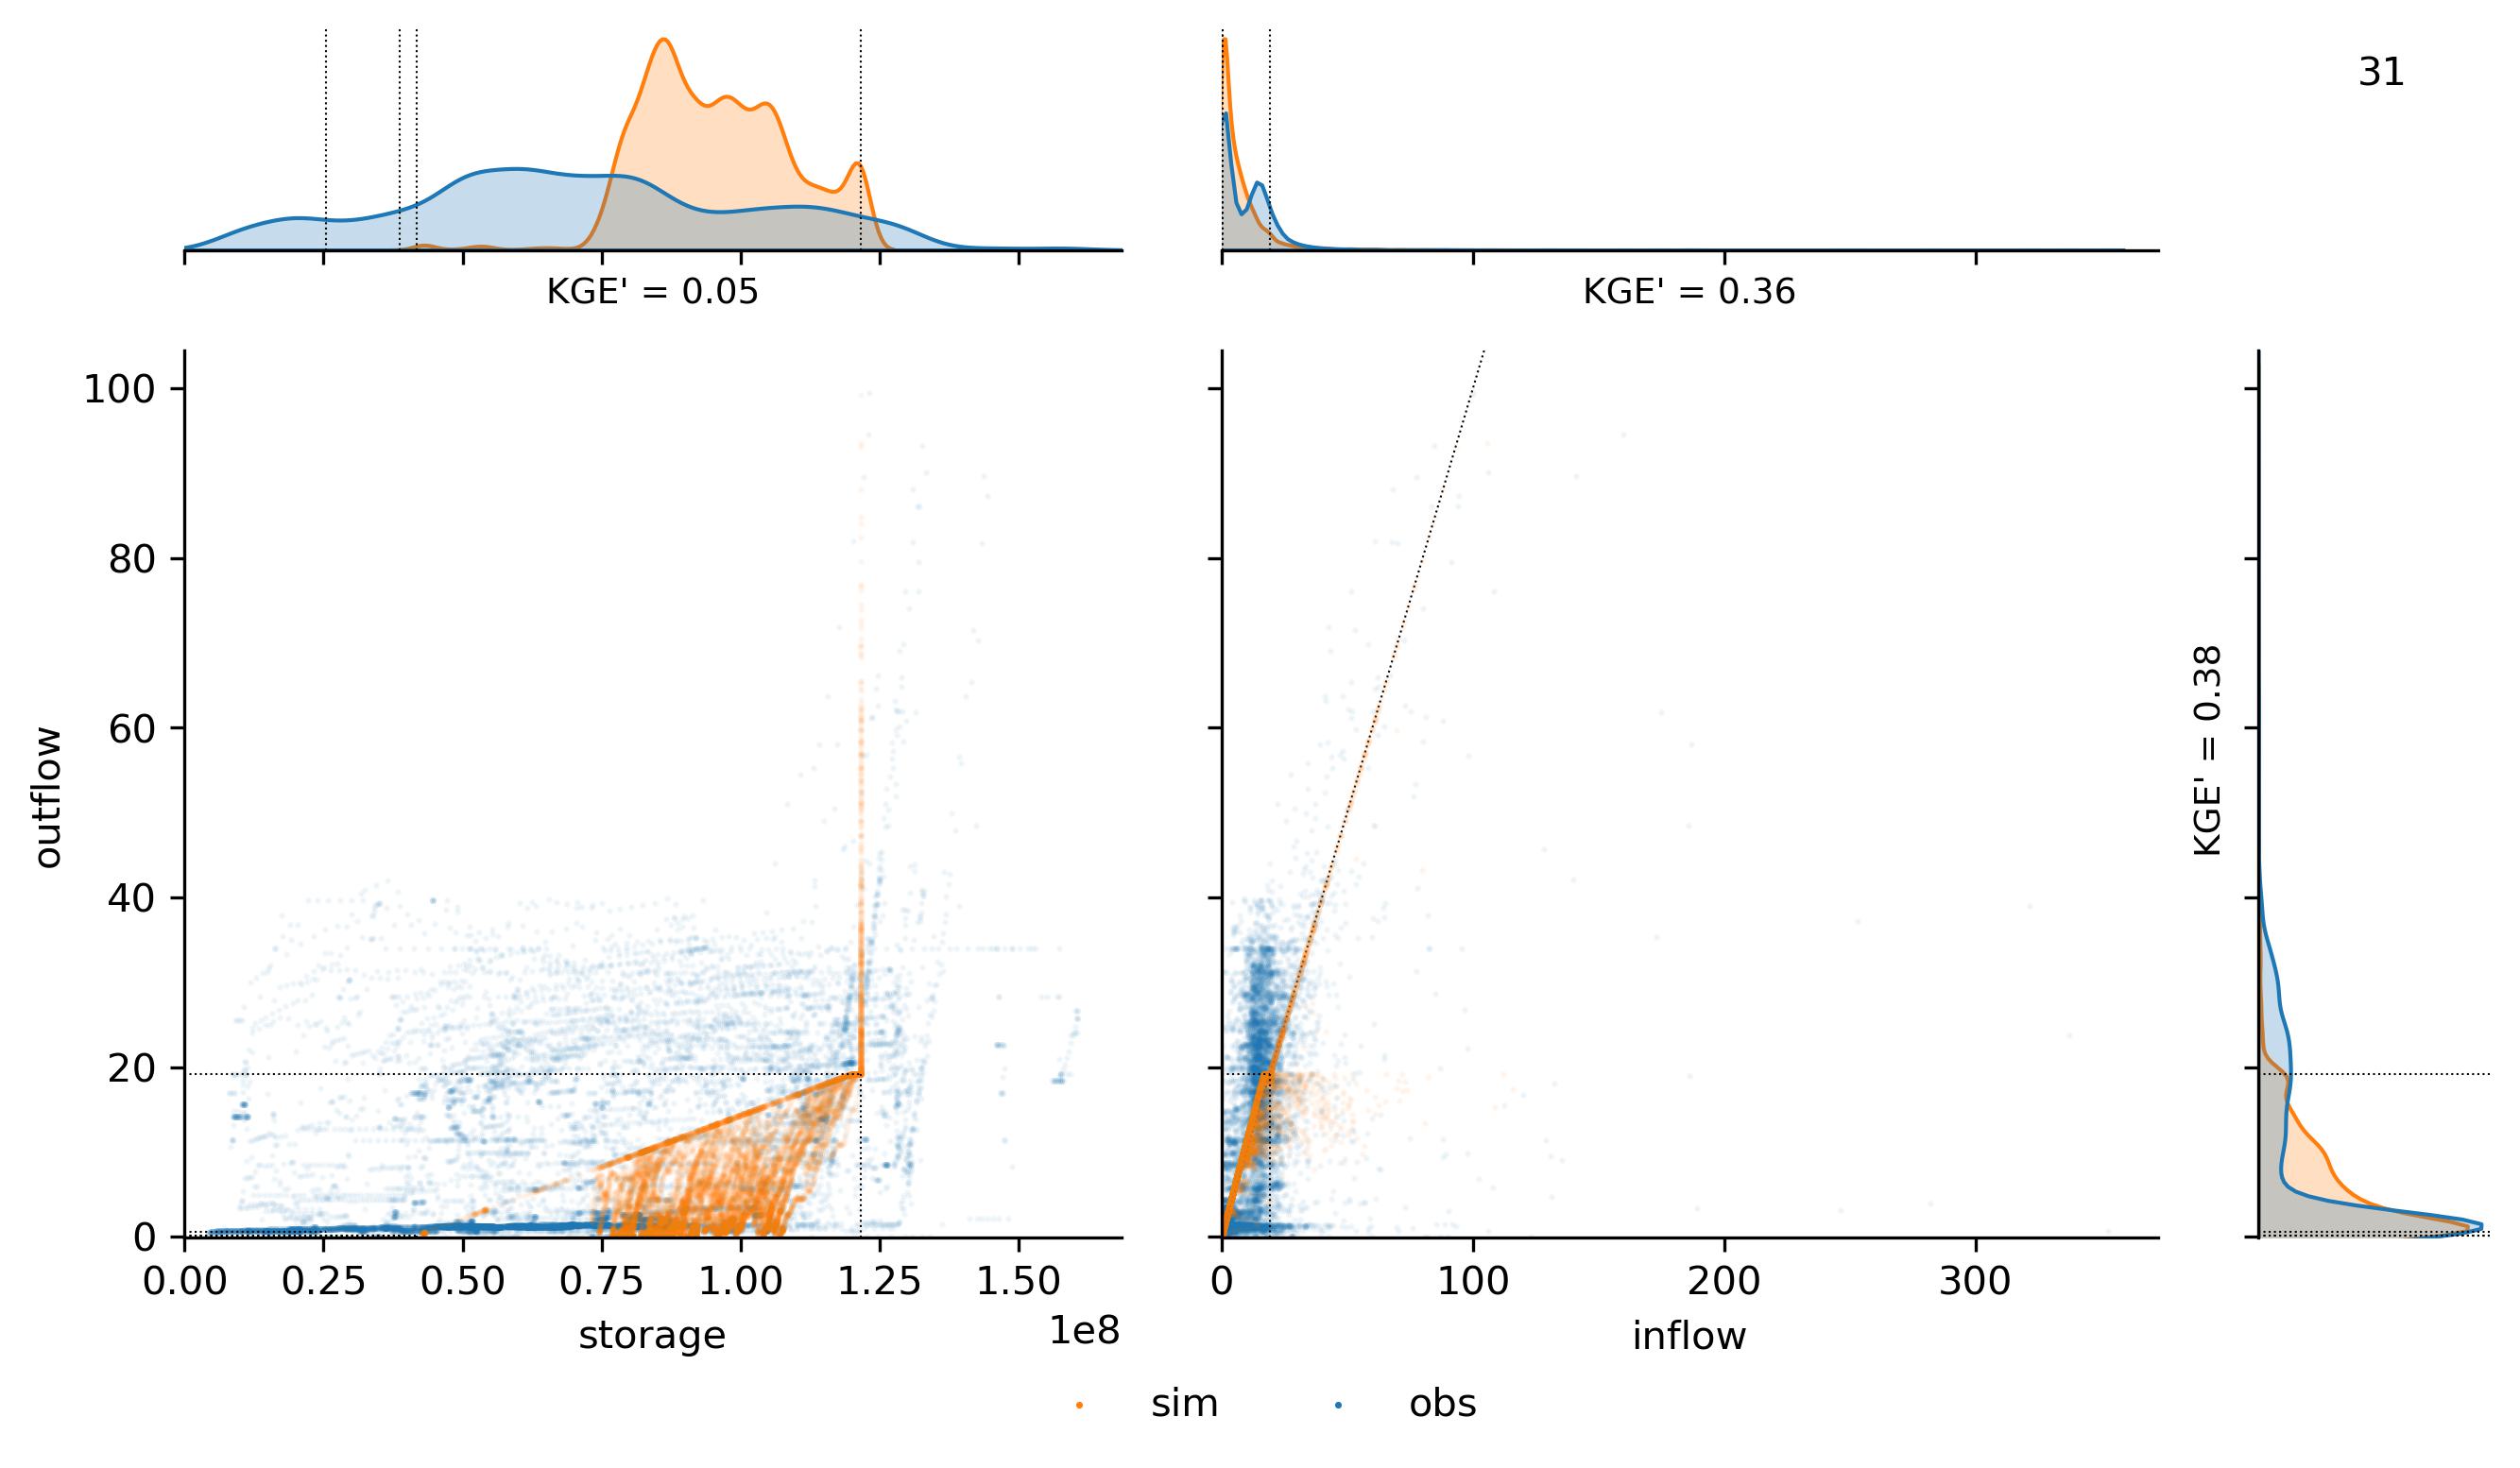 31
KGE' = 0.05
KGE' = 0.36
100
80
60
40
20
0
outflow
KGE' = 0.38
0.00 0.25 0.50 0.75 1.00 1.25 1.50
1e8
storage
0 100 200 300
inflow
sim obs